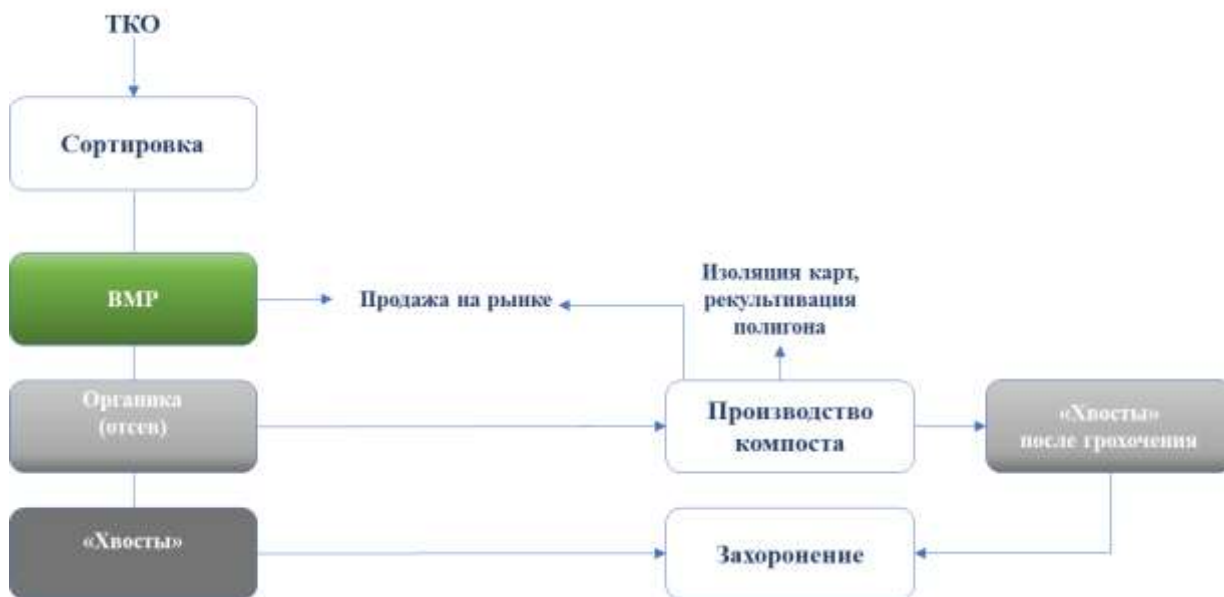 ТКО
Сортировка
ВМР
Продажа на рынке
Изоляция карт,
рекультивация
полигона
Органика
(отсев)
Производство
компоста
«Хвосты»
после грохочения
«Хвосты»
Захоронение